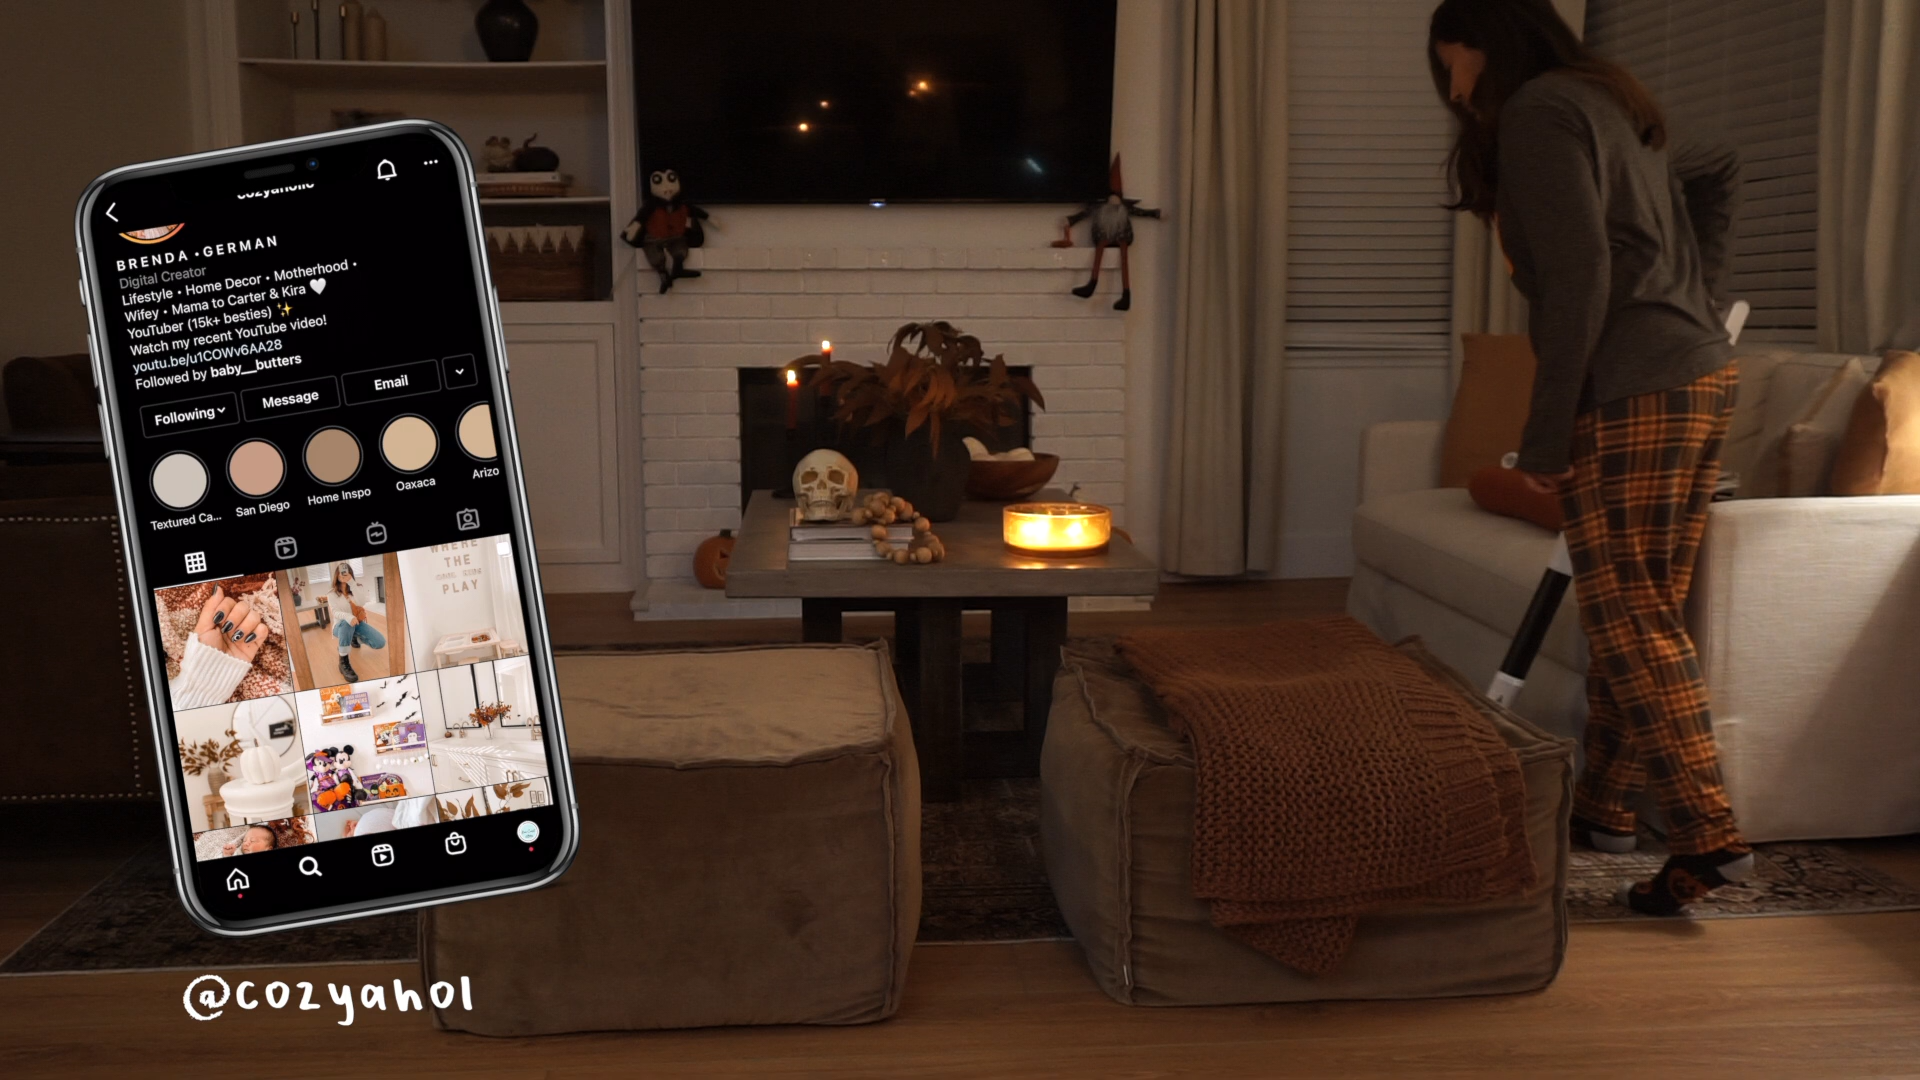 cozyaholic
BRENDA • GERMAN
Digital Creator
Lifestyle • Home Decor • Motherhood •
Wifey • Mama to Carter & Kira 🤍
YouTuber (15k+ besties) ✨
Watch my recent YouTube video!
youtu.be/u1COWv6AA28
Followed by baby__butters
Following
Message
Email
Textured Ca...
San Diego
Home Inspo
Oaxaca
Arizo
WHERE
THE
PLAY
@cozyahol